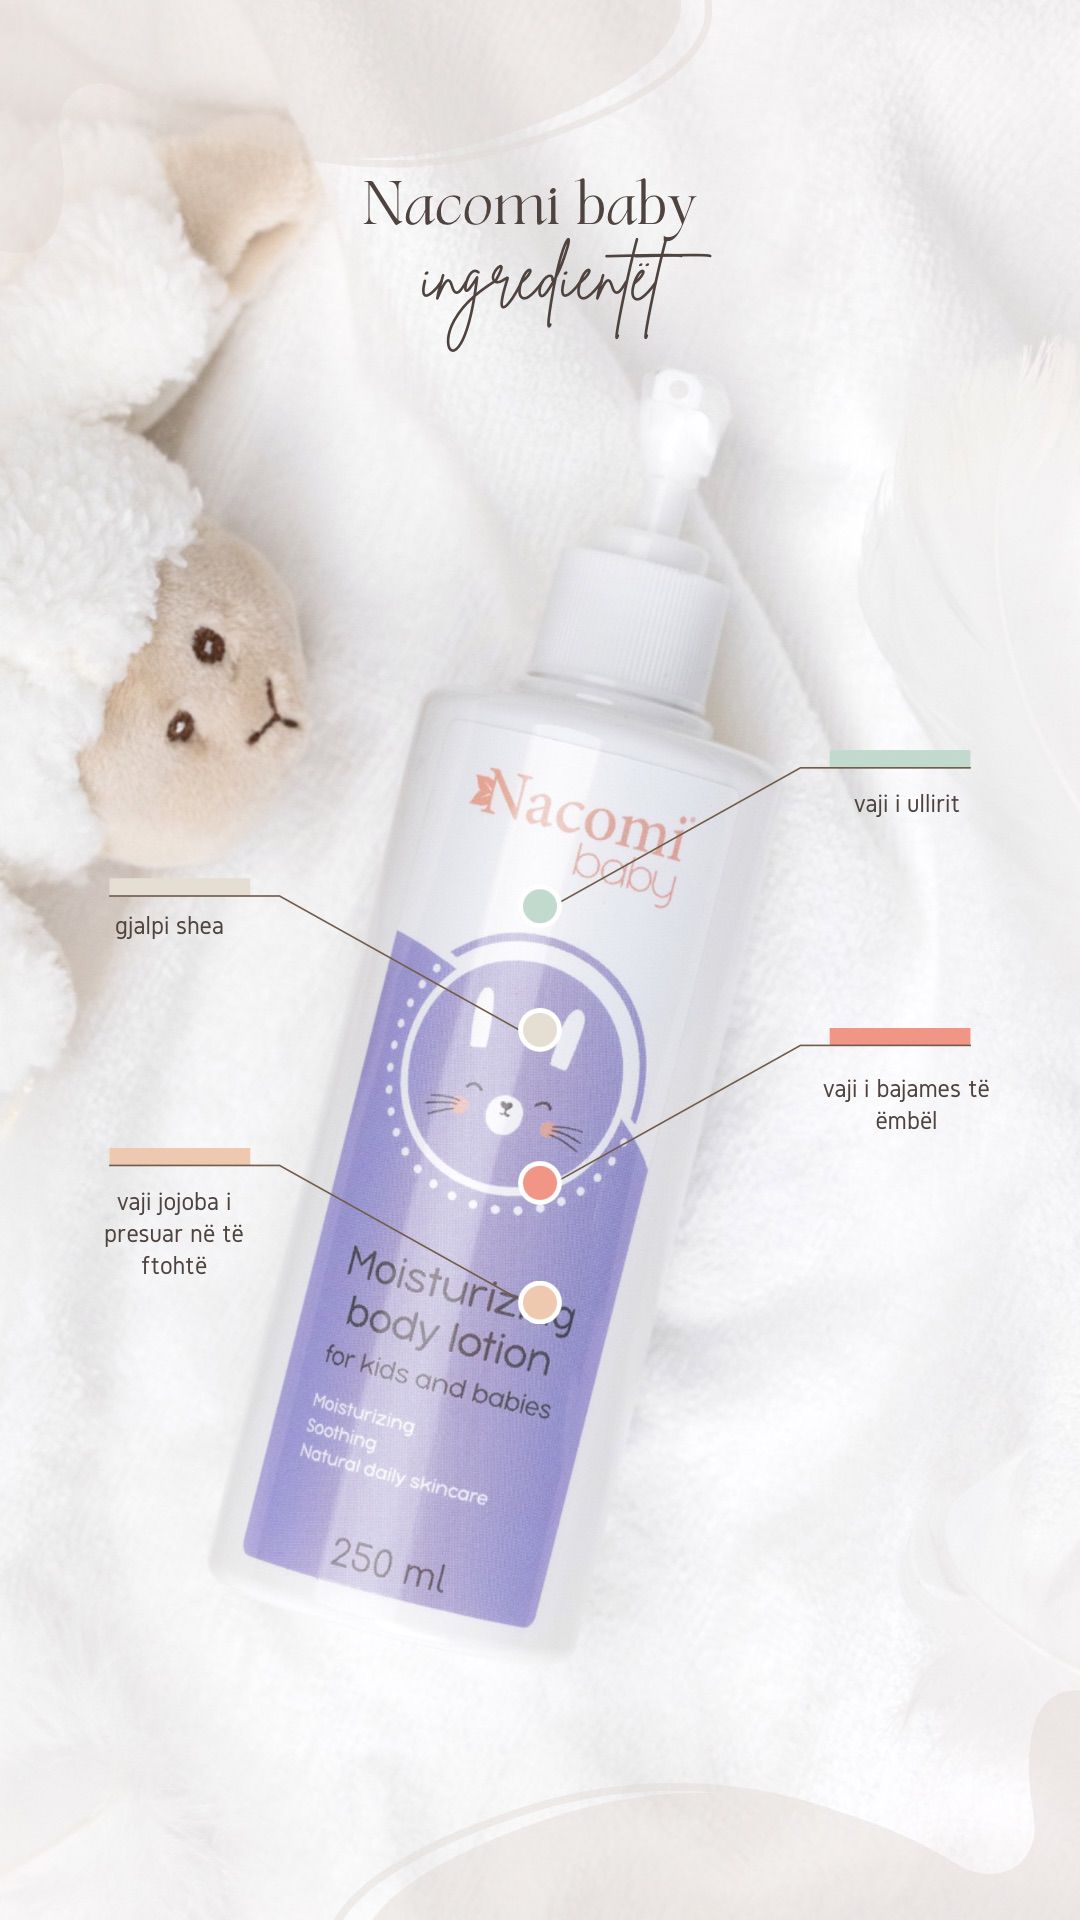 Nacomi baby
ingredientët
Nacomi
baby
vaji i ullirit
gjalpi shea
vaji i bajames të
ëmbël
vaji jojoba i
presuar në të
ftohtë
Moisturizing
body lotion
for kids and babies
Moisturizing
Soothing
Natural daily skincare
250 ml